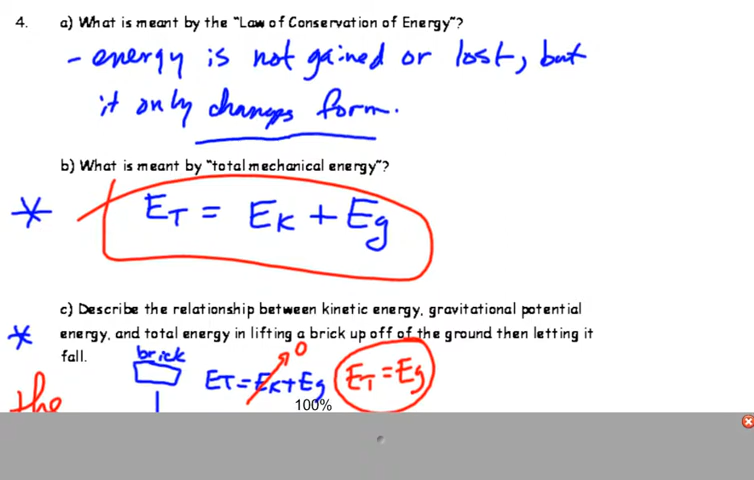 4. a) What is meant by the "Law of Conservation of Energy"?
- energy is not gained or lost, but
it only changes form.
b) What is meant by "total mechanical energy"?
* ET = EK + Eg
c) Describe the relationship between kinetic energy, gravitational potential
* energy, and total energy in lifting a brick up off of the ground then letting it
fall.
brick
0
ET = EK + Eg ET = Eg
the
100%